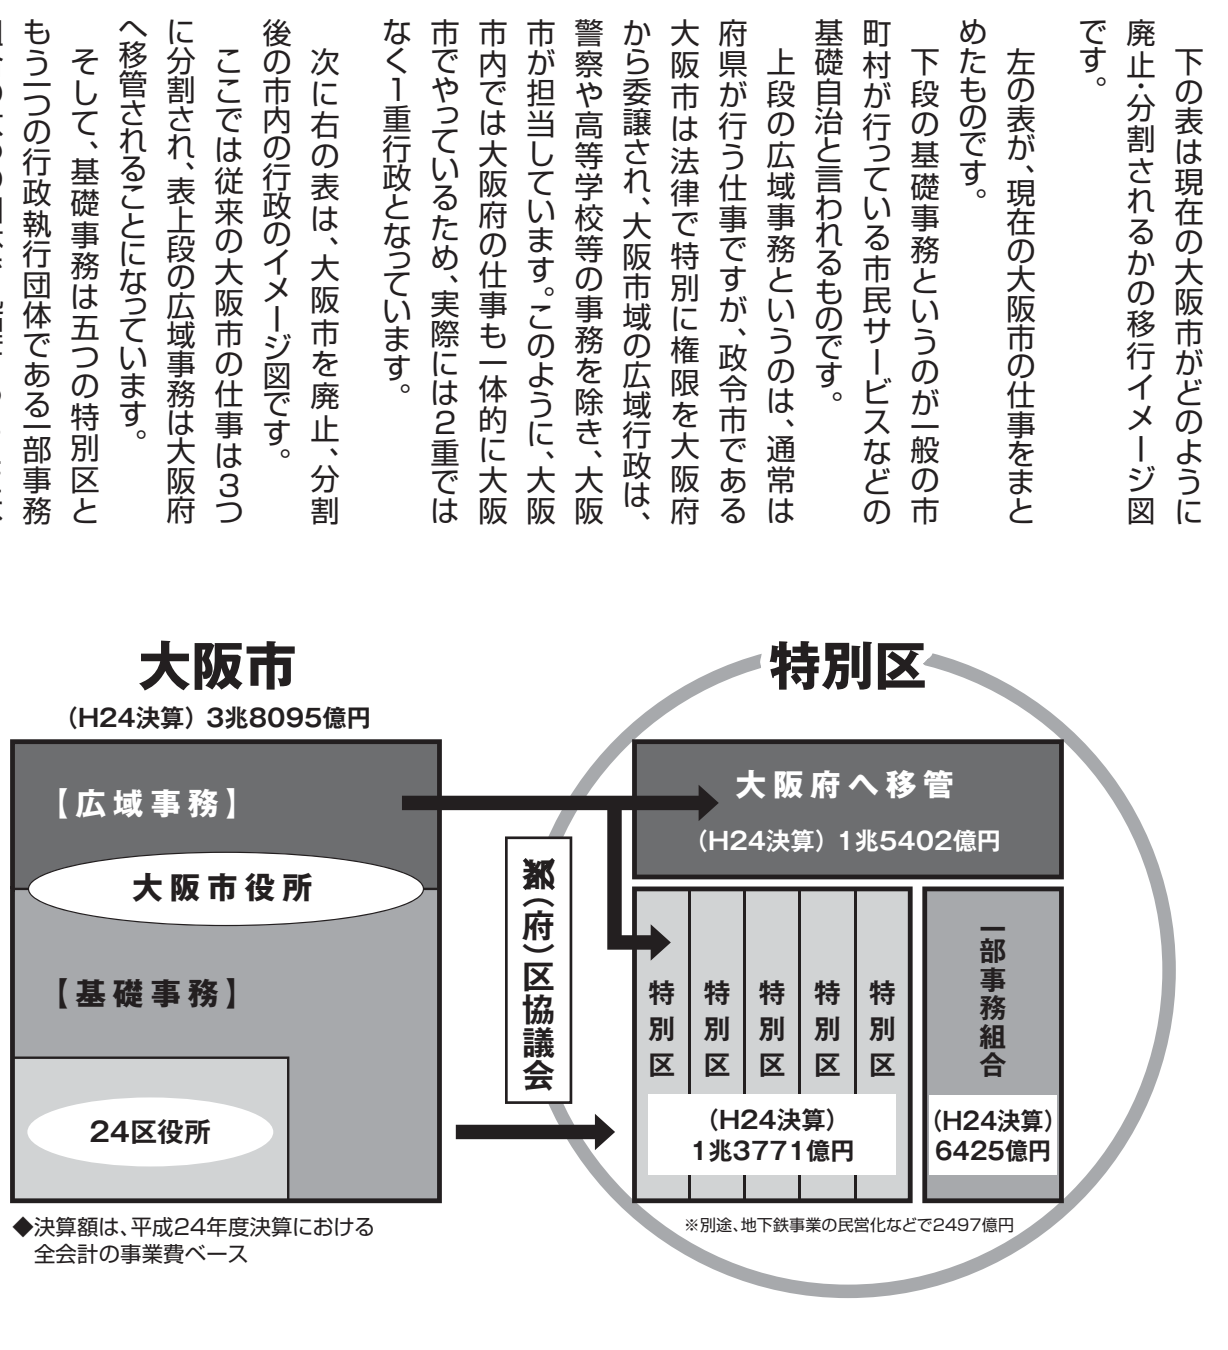 下の表は現在の大阪市がどのように
廃止・分割されるかの移行イメージ図
です。
左の表が、現在の大阪市の仕事をまと
めたものです。
下段の基礎事務というのが一般の市
町村が行っている市民サービスなどの
基礎自治と言われるものです。
上段の広域事務というのは、通常は
府県が行う仕事ですが、政令市である
大阪市は法律で特別に権限を大阪府
から委譲され、大阪市域の広域行政は、
警察や高等学校等の事務を除き、大阪
市が担当しています。このように、大阪
市内では大阪府の仕事も一体的に大阪
市でやっているため、実際には2重では
なく1重行政となっています。
次に右の表は、大阪市を廃止、分割
後の市内の行政のイメージ図です。
ここでは従来の大阪市の仕事は3つ
に分割され、表上段の広域事務は大阪府
へ移管されることになっています。
そして、基礎事務は五つの特別区と
もう一つの行政執行団体である一部事務
大阪市
(H24決算) 3兆8095億円
【広域事務】
大阪市役所
【基礎事務】
24区役所
◆決算額は、平成24年度決算における
全会計の事業費ベース
(府)区協議会
特別区
大阪府へ移管
(H24決算) 1兆5402億円
特別区
特別区
特別区
特別区
特別区
(H24決算)
1兆3771億円
一部事務組合
(H24決算)
6425億円
※別途、地下鉄事業の民営化などで2497億円